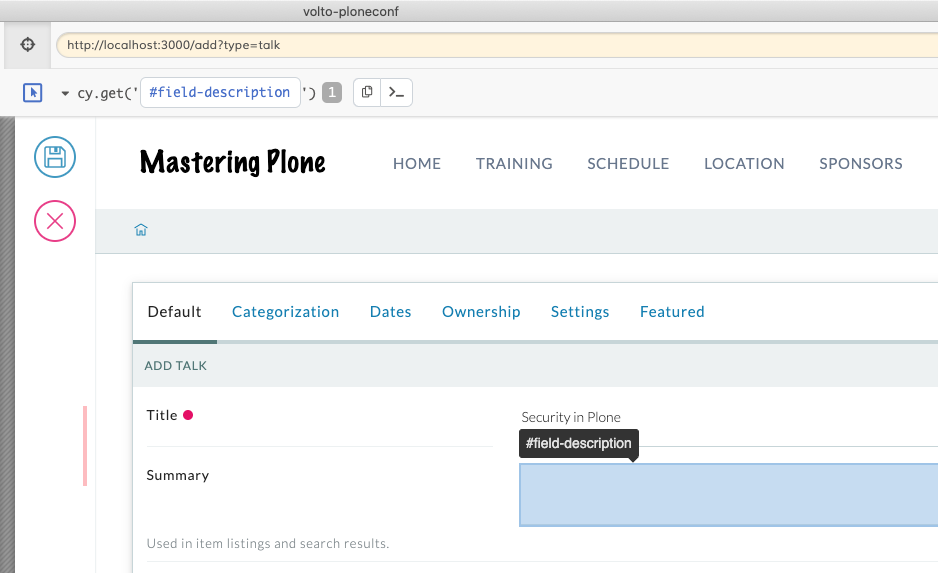 volto-ploneconf
http://localhost:3000/add?type=talk
cy.get('#field-description') 1 >_
Mastering Plone HOME TRAINING SCHEDULE LOCATION SPONSORS
Default Categorization Dates Ownership Settings Featured
ADD TALK
Title Security in Plone
#field-description
Summary
Used in item listings and search results.